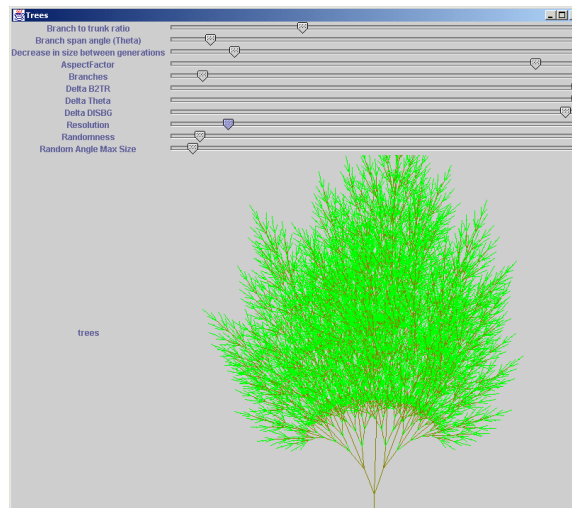 Trees
Branch to trunk ratio
Branch span angle (Theta)
Decrease in size between generations
AspectFactor
Branches
Delta B2TR
Delta Theta
Delta DISBG
Resolution
Randomness
Random Angle Max Size
trees